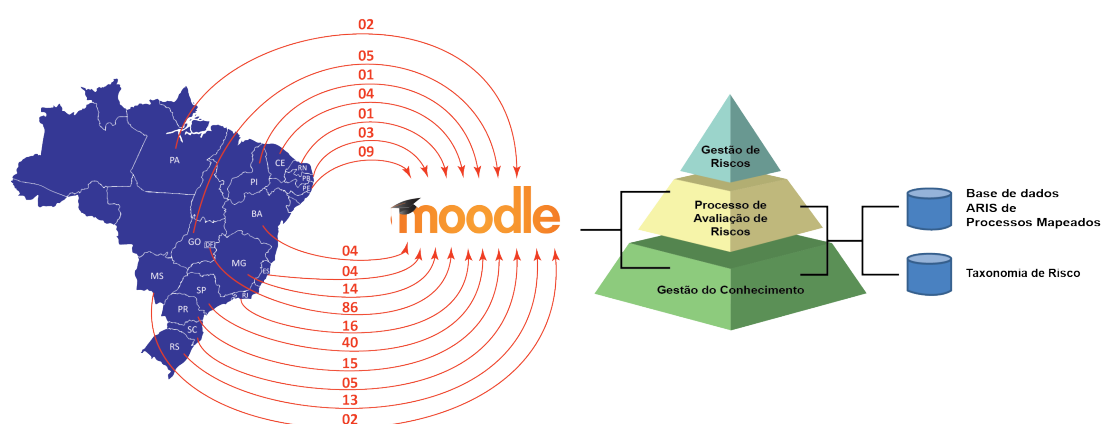 02
05
01
04
01
03
09
PA
CE
RN
PB
PE
PI
BA
GO
DF
MG
ES
MS
SP
RJ
PR
SC
RS
moodle
04
04
14
86
16
40
15
05
13
02
Gestão de
Riscos
Processo de
Avaliação de
Riscos
Gestão do Conhecimento
Base de dados
ARIS de
Processos Mapeados
Taxonomia de Risco